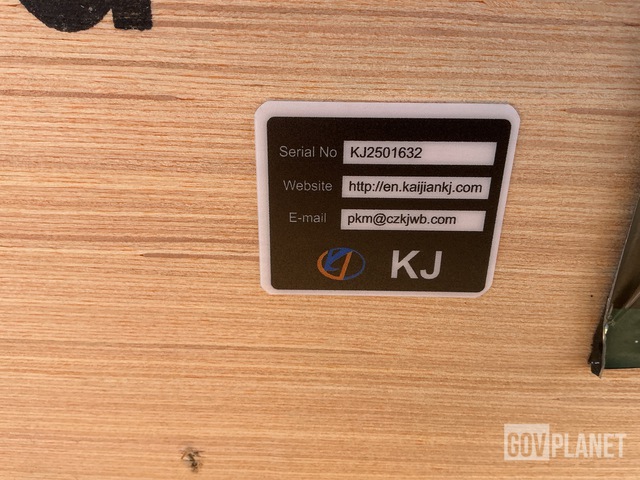 Serial No KJ2501632
Website http://en.kaijiankj.com
E-mail pkm@czkjwb.com
KJ
GOVPLANET